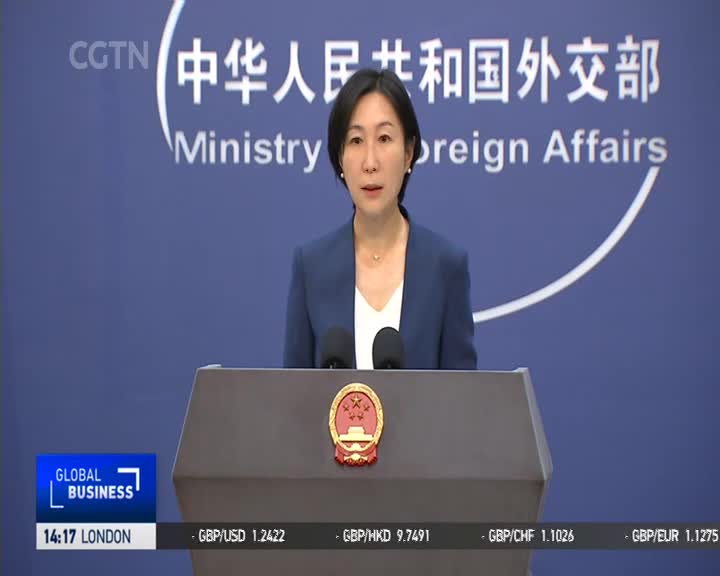 CGTN
中华人民共和国外交部
Ministry Foreign Affairs
GLOBAL
BUSINESS
14:17 LONDON
- GBP/USD 1.2422 - GBP/HKD 9.7491 - GBP/CHF 1.1026 - GBP/EUR 1.1275